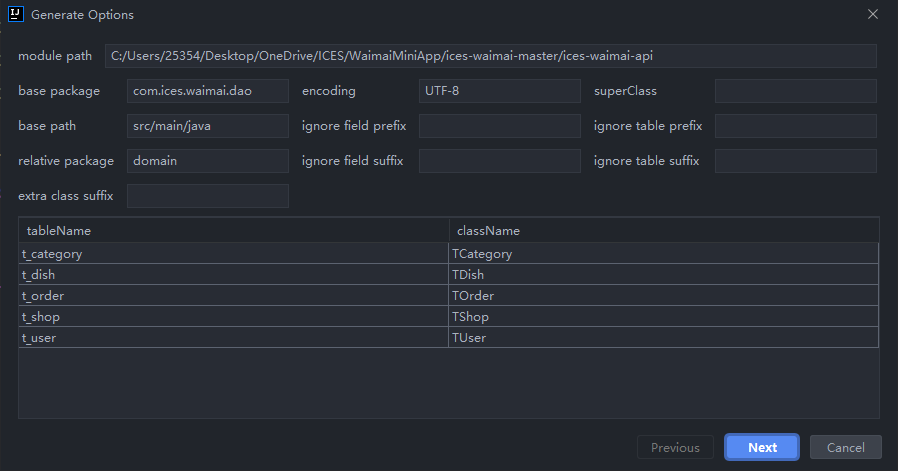 Generate Options
module path C:/Users/25354/Desktop/OneDrive/ICES/WaimaiMiniApp/ices-waimai-master/ices-waimai-api
base package com.ices.waimai.dao encoding UTF-8 superClass
base path src/main/java ignore field prefix ignore table prefix
relative package domain ignore field suffix ignore table suffix
extra class suffix
tableName className
t_category TCategory
t_dish TDish
t_order TOrder
t_shop TShop
t_user TUser
Previous Next Cancel